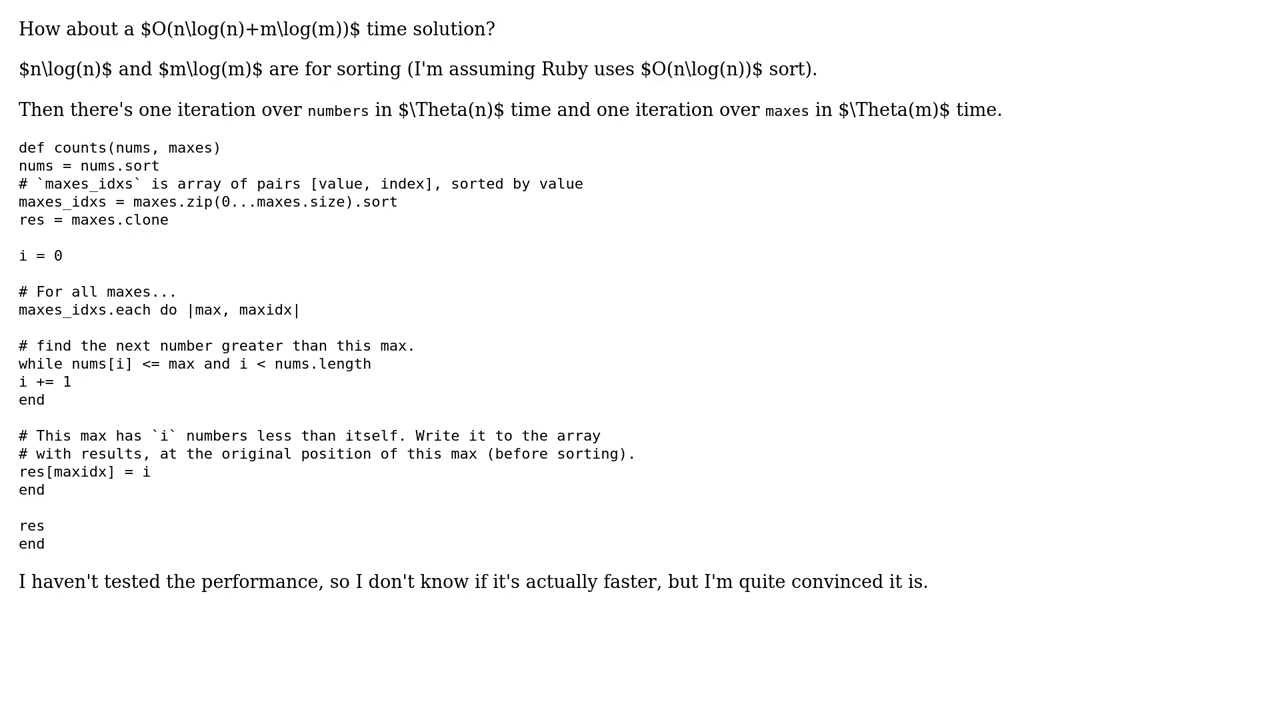 How about a $O(n\log(n)+m\log(m))$ time solution?
$n\log(n)$ and $m\log(m)$ are for sorting (I'm assuming Ruby uses $O(n\log(n))$ sort).
Then there's one iteration over numbers in $\Theta(n)$ time and one iteration over maxes in $\Theta(m)$ time.
def counts(nums, maxes)
nums = nums.sort
# `maxes_idxs` is array of pairs [value, index], sorted by value
maxes_idxs = maxes.zip(0...maxes.size).sort
res = maxes.clone
i = 0
# For all maxes...
maxes_idxs.each do |max, maxidx|
# find the next number greater than this max.
while nums[i] <= max and i < nums.length
i += 1
end
# This max has `i` numbers less than itself. Write it to the array
# with results, at the original position of this max (before sorting).
res[maxidx] = i
end
res
end
I haven't tested the performance, so I don't know if it's actually faster, but I'm quite convinced it is.